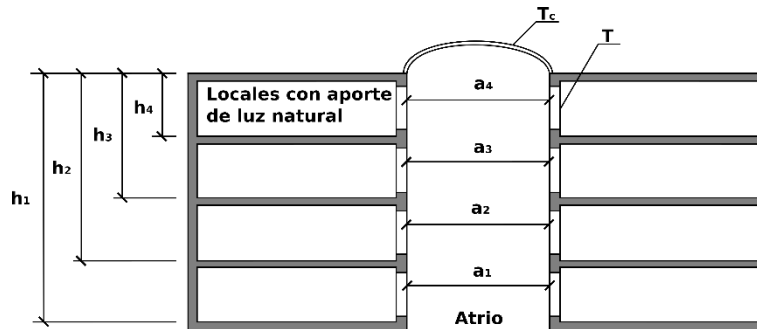 Tc
T
Locales con aporte
de luz natural
a₄
h₄
h₃
a₃
h₂
h₁
a₂
a₁
Atrio